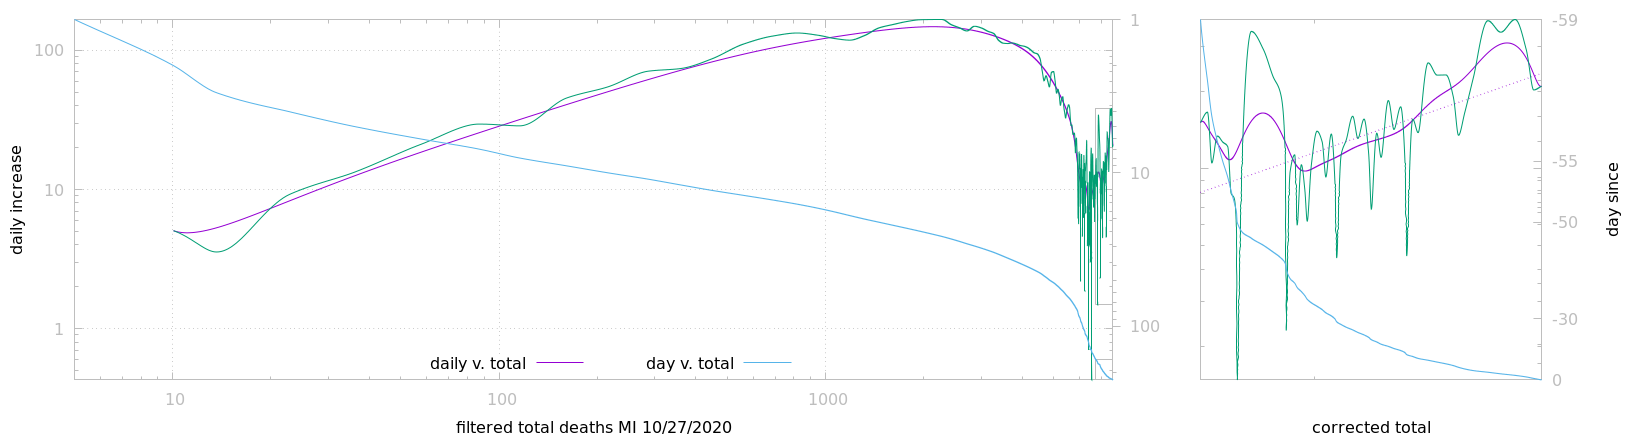 daily increase
100
10
1
1
10
100
daily v. total
day v. total
10
100
1000
filtered total deaths MI 10/27/2020
-59
-55
-50
-30
0
day since
corrected total